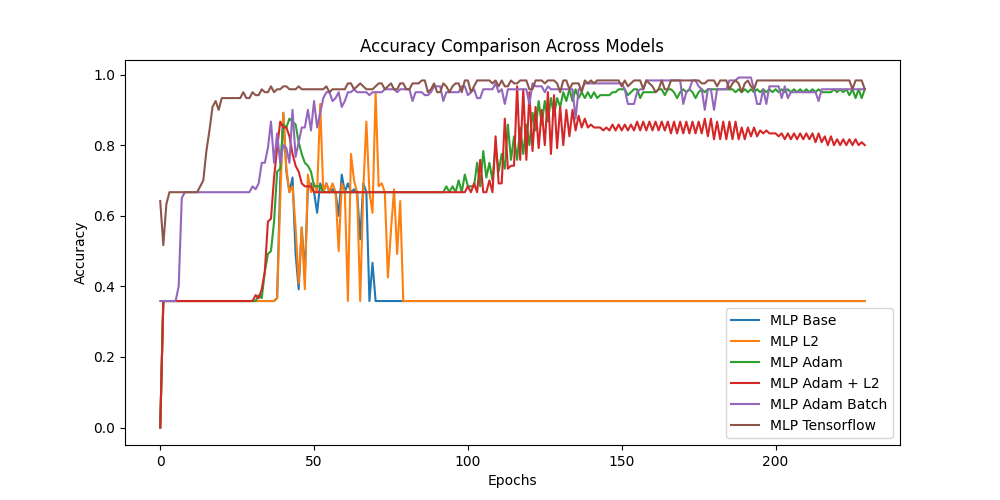 Accuracy Comparison Across Models
1.0
0.8
0.6
0.4
0.2
0.0
Accuracy
0 50 100 150 200
Epochs
MLP Base
MLP L2
MLP Adam
MLP Adam + L2
MLP Adam Batch
MLP Tensorflow